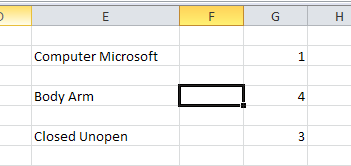 E F G H
Computer Microsoft 1
Body Arm 4
Closed Unopen 3